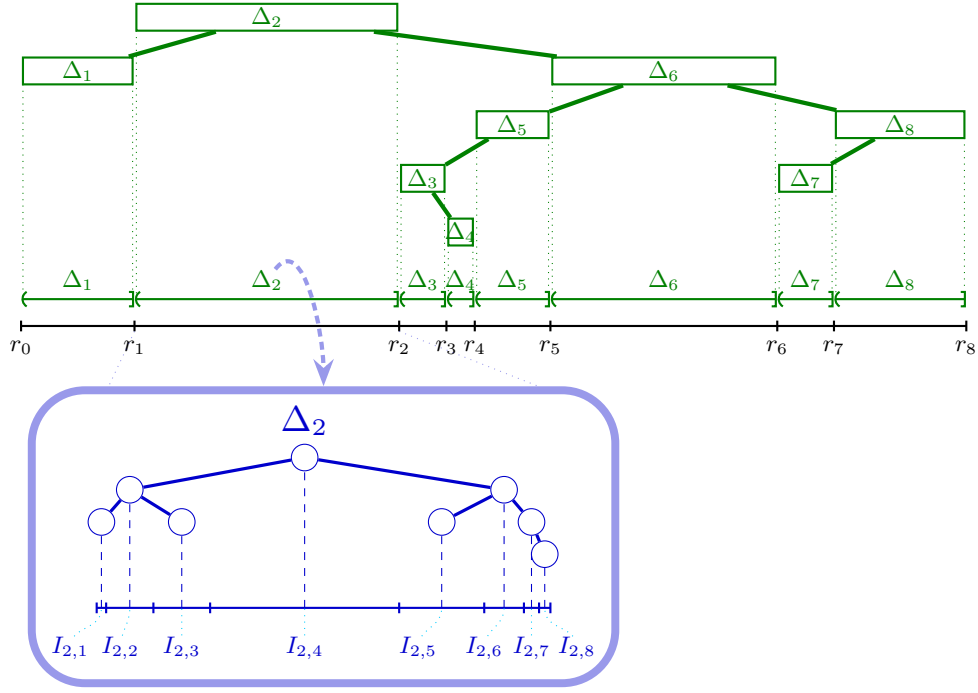 Δ₂
Δ₁ Δ₆
Δ₅ Δ₈
Δ₃ Δ₇
Δ₄
Δ₁ Δ₂ Δ₃ Δ₄ Δ₅ Δ₆ Δ₇ Δ₈
r₀ r₁ r₂ r₃ r₄ r₅ r₆ r₇ r₈
Δ₂
I₂,₁ I₂,₂ I₂,₃ I₂,₄ I₂,₅ I₂,₆ I₂,₇ I₂,₈